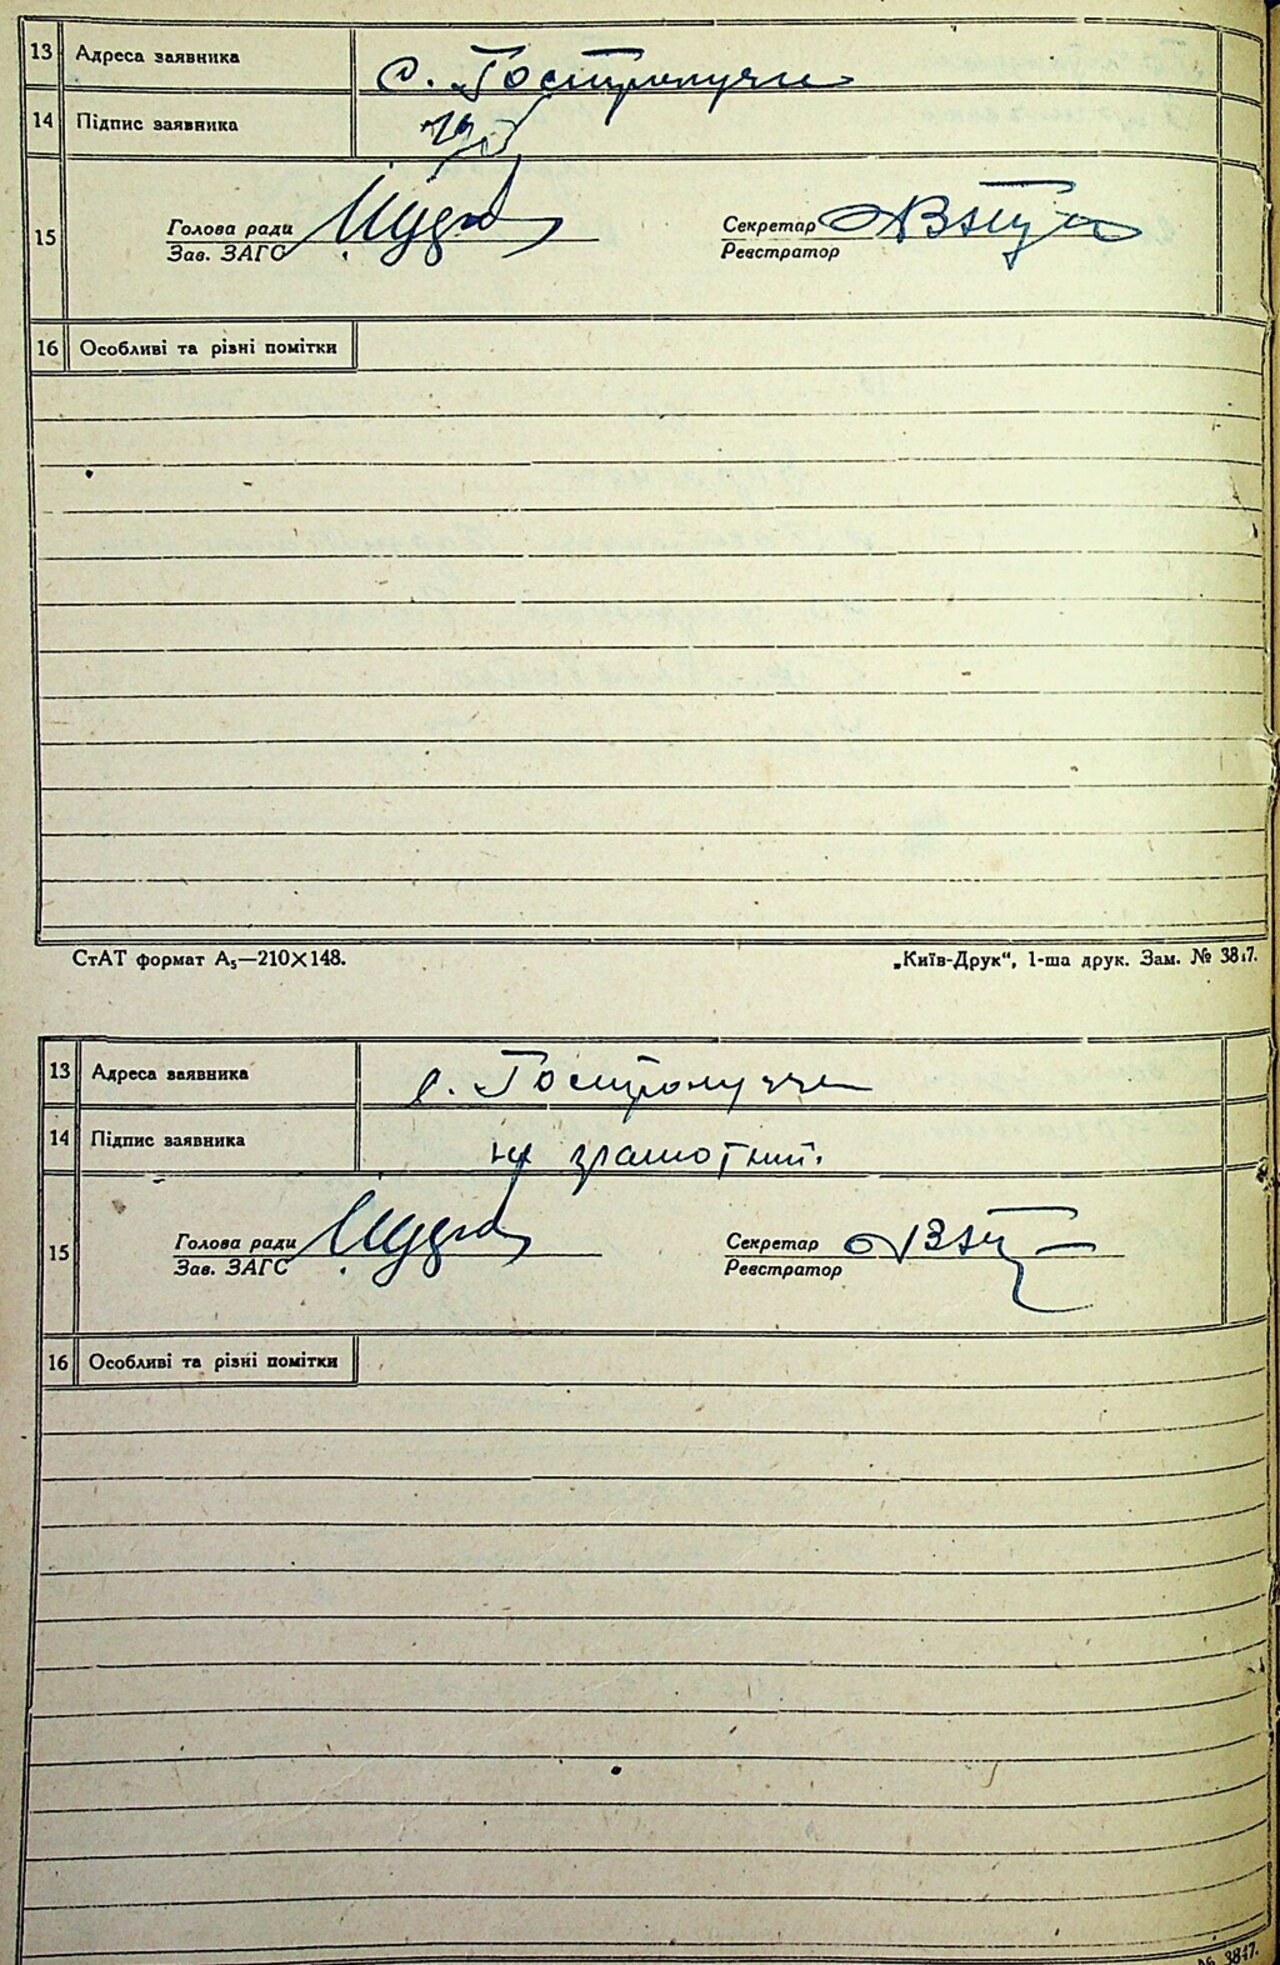 13 Адреса заявника с. Гостролуччи
14 Підпис заявника
15 Голова ради Секретар
Зав. ЗАГС Реєстратор
16 Особливі та різні помітки
СтАТ формат А₅—210×148. „Київ-Друк“, 1-ша друк. Зам. № 3817.
13 Адреса заявника с. Гостролуччи
14 Підпис заявника не грамотний.
15 Голова ради Секретар
Зав. ЗАГС Реєстратор
16 Особливі та різні помітки